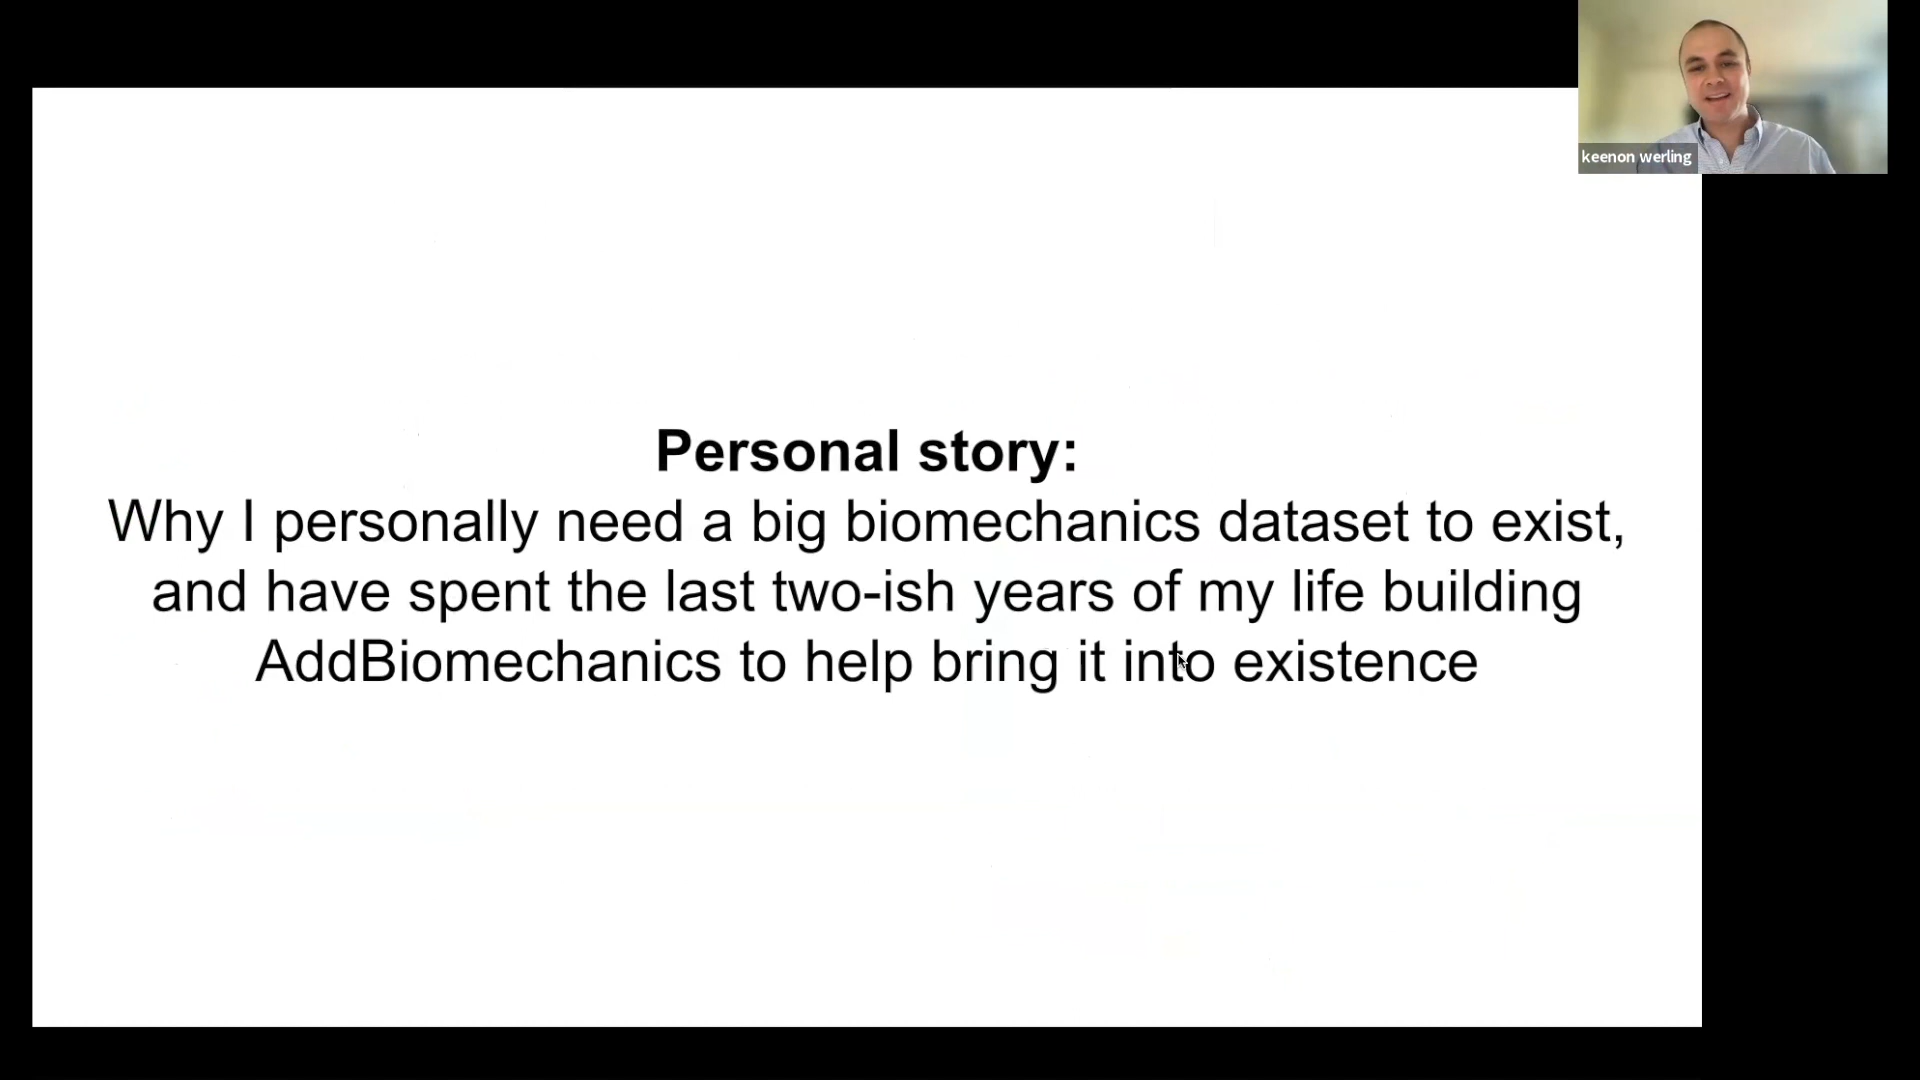 keenon werling
Personal story:
Why I personally need a big biomechanics dataset to exist,
and have spent the last two-ish years of my life building
AddBiomechanics to help bring it into existence